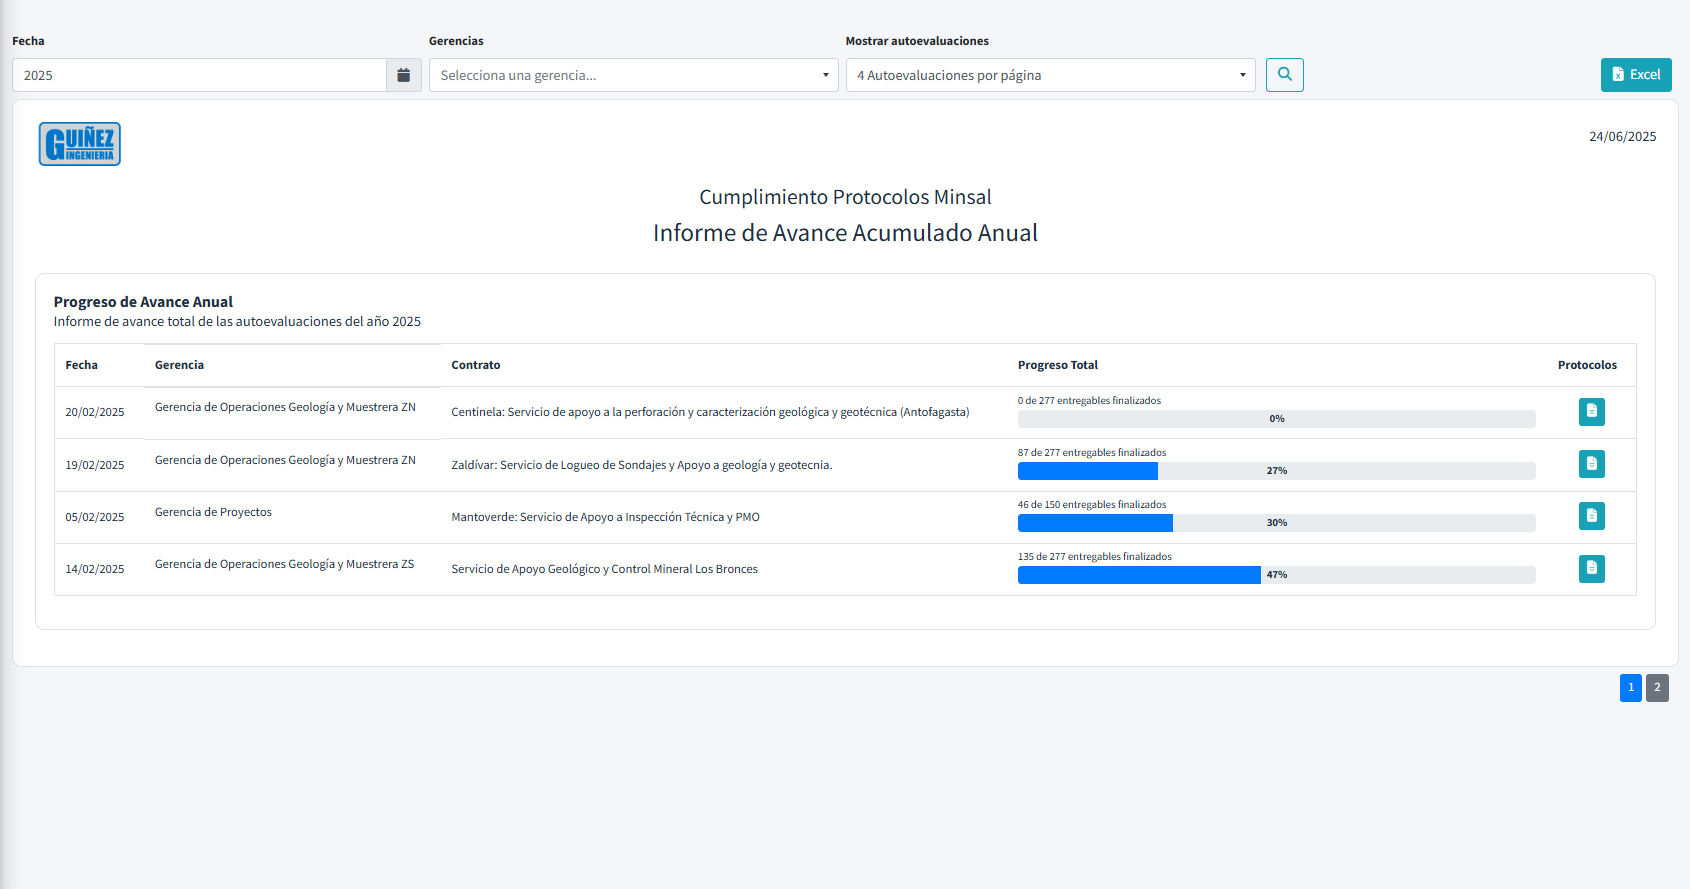 Fecha
Gerencias
Mostrar autoevaluaciones
2025
Selecciona una gerencia...
4 Autoevaluaciones por página
Excel
GUIÑEZ
INGENIERIA
24/06/2025
Cumplimiento Protocolos Minsal
Informe de Avance Acumulado Anual
Progreso de Avance Anual
Informe de avance total de las autoevaluaciones del año 2025
Fecha Gerencia Contrato Progreso Total Protocolos
20/02/2025 Gerencia de Operaciones Geología y Muestrera ZN Centinela: Servicio de apoyo a la perforación y caracterización geológica y geotécnica (Antofagasta) 0 de 277 entregables finalizados
0%
19/02/2025 Gerencia de Operaciones Geología y Muestrera ZN Zaldívar: Servicio de Logueo de Sondajes y Apoyo a geología y geotecnia. 87 de 277 entregables finalizados
27%
05/02/2025 Gerencia de Proyectos Mantoverde: Servicio de Apoyo a Inspección Técnica y PMO 46 de 150 entregables finalizados
30%
14/02/2025 Gerencia de Operaciones Geología y Muestrera ZS Servicio de Apoyo Geológico y Control Mineral Los Bronces 135 de 277 entregables finalizados
47%
1 2